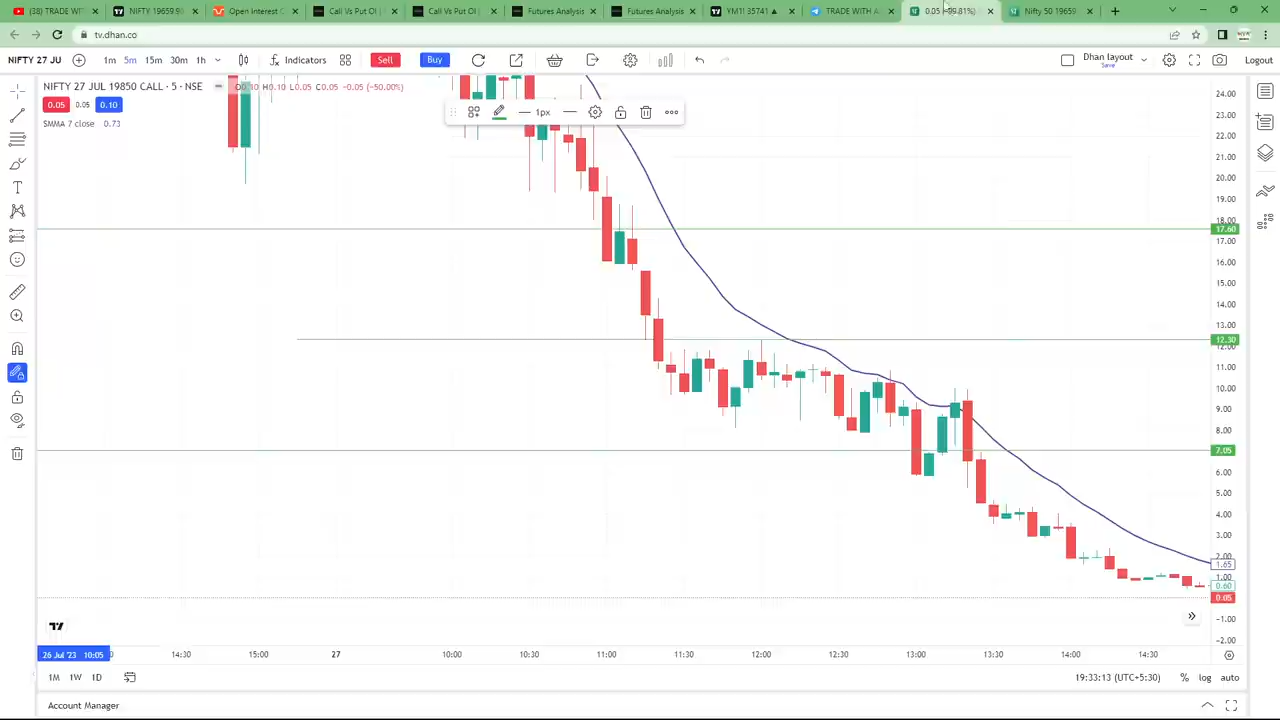 (38) TRADE WIT
NIFTY 19659.90
Open Interest C
Call Vs Put OI |
Call Vs Put OI |
Futures Analysis
Futures Analysis
YM1! 35741 ▲
TRADE WITH A
0.05 (-99.81%)
Nifty 50 19659
tv.dhan.co
NIFTY 27 JU
1m 5m 15m 30m 1h
Indicators
Sell
Buy
Dhan layout
Save
Logout
NIFTY 27 JUL 19850 CALL · 5 · NSE
O0.10 H0.10 L0.05 C0.05 -0.05 (-50.00%)
0.05 0.05 0.10
SMMA 7 close 0.73
1px
24.00
23.00
22.00
21.00
20.00
19.00
18.00
17.60
17.00
16.00
15.00
14.00
13.00
12.30
12.00
11.00
10.00
9.00
8.00
7.05
6.00
5.00
4.00
3.00
2.00
1.65
1.00
0.60
0.05
-1.00
-2.00
26 Jul '23 10:05
14:30
15:00
27
10:00
10:30
11:00
11:30
12:00
12:30
13:00
13:30
14:00
14:30
1M 1W 1D
19:33:13 (UTC+5:30)
% log auto
Account Manager